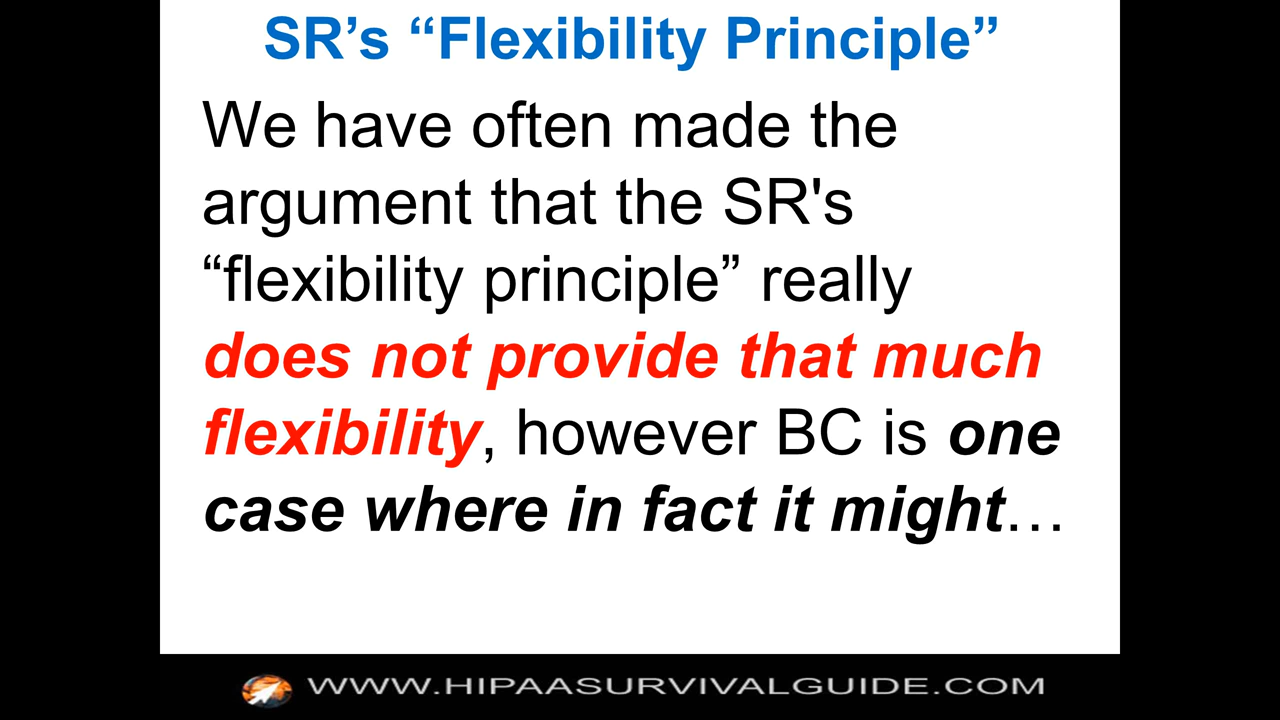 SR’s “Flexibility Principle”
We have often made the
argument that the SR's
“flexibility principle” really
does not provide that much
flexibility, however BC is one
case where in fact it might…
WWW.HIPAASURVIVALGUIDE.COM